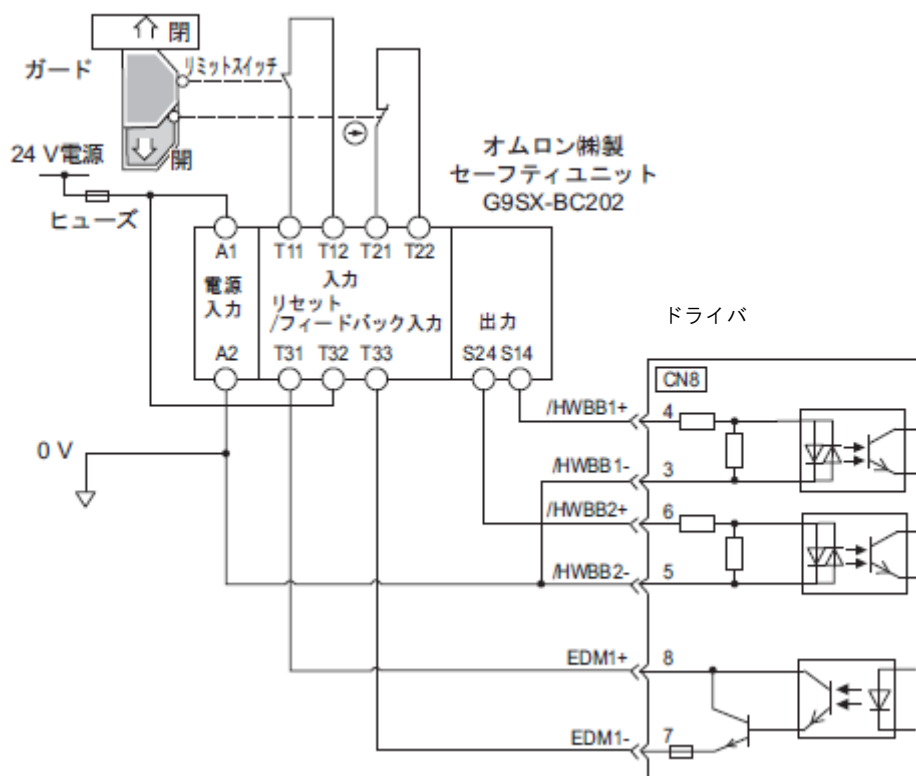 閉
ガード
リミットスイッチ
開
24 V電源
ヒューズ
オムロン㈱製
セーフティユニット
G9SX-BC202
A1
T11
T12
T21
T22
電源
入力
入力
リセット
/フィードバック入力
出力
A2
T31
T32
T33
S24
S14
0 V
ドライバ
CN8
/HWBB1+
4
/HWBB1-
3
/HWBB2+
6
/HWBB2-
5
EDM1+
8
EDM1-
7